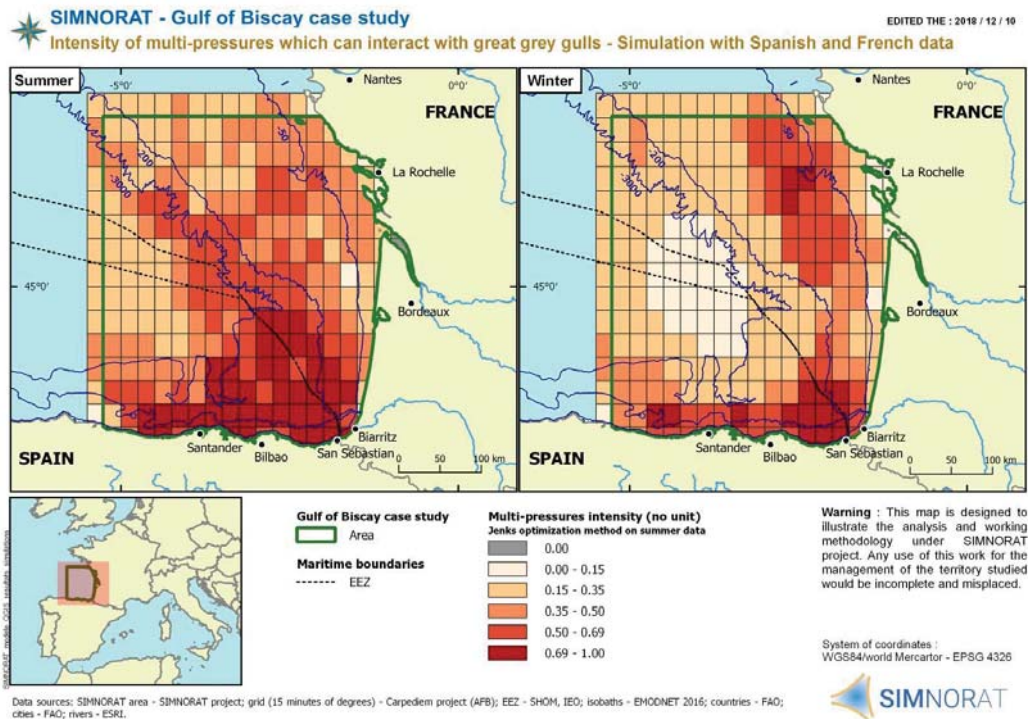 SIMNORAT - Gulf of Biscay case study
EDITED THE : 2018 / 12 / 10
Intensity of multi-pressures which can interact with great grey gulls - Simulation with Spanish and French data
Summer
-5°0'
0°0'
Nantes
FRANCE
-50
-200
-3000
La Rochelle
45°0'
Bordeaux
Biarritz
Santander
San Sebastian
Bilbao
SPAIN
0 50 100 km
Winter
-5°0'
0°0'
Nantes
FRANCE
-50
-200
-3000
La Rochelle
45°0'
Bordeaux
Biarritz
Santander
San Sebastian
Bilbao
SPAIN
0 50 100 km
Gulf of Biscay case study
Area
Maritime boundaries
EEZ
Multi-pressures intensity (no unit)
Jenks optimization method on summer data
0.00
0.00 - 0.15
0.15 - 0.35
0.35 - 0.50
0.50 - 0.69
0.69 - 1.00
Warning : This map is designed to
illustrate the analysis and working
methodology under SIMNORAT
project. Any use of this work for the
management of the territory studied
would be incomplete and misplaced.
System of coordinates :
WGS84/world Mercartor - EPSG 4326
Data sources: SIMNORAT area - SIMNORAT project; grid (15 minutes of degrees) - Carpediem project (AFB); EEZ - SHOM, IEO; isobaths - EMODNET 2016; countries - FAO;
cities - FAO; rivers - ESRI.
SIMNORAT